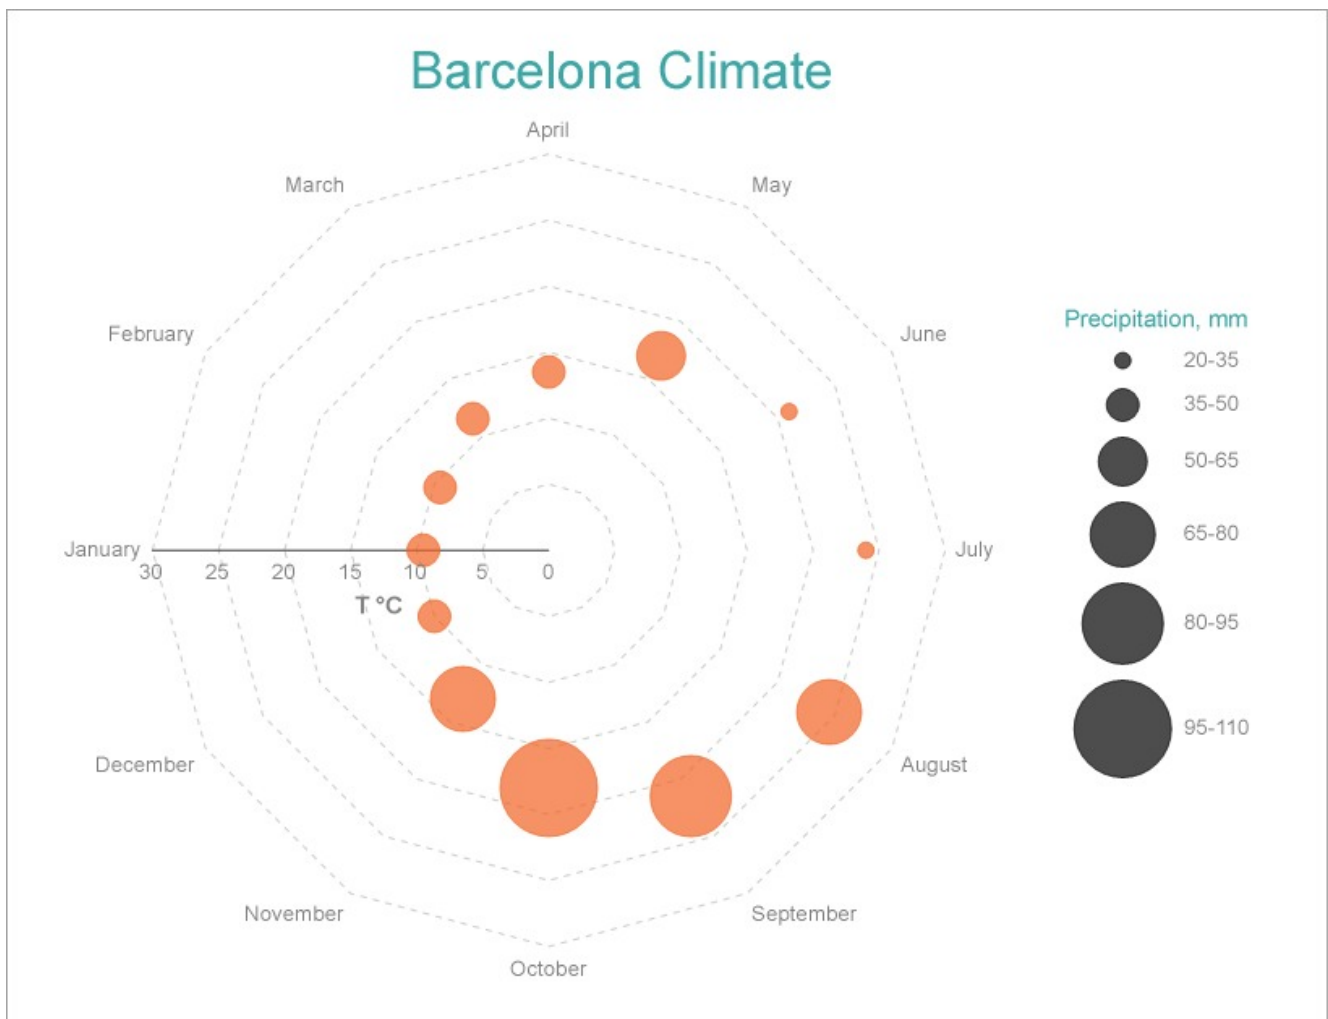 Barcelona Climate
April
March
May
February
June
January
July
30 25 20 15 10 5 0
T °C
December
August
November
September
October
Precipitation, mm
20-35
35-50
50-65
65-80
80-95
95-110